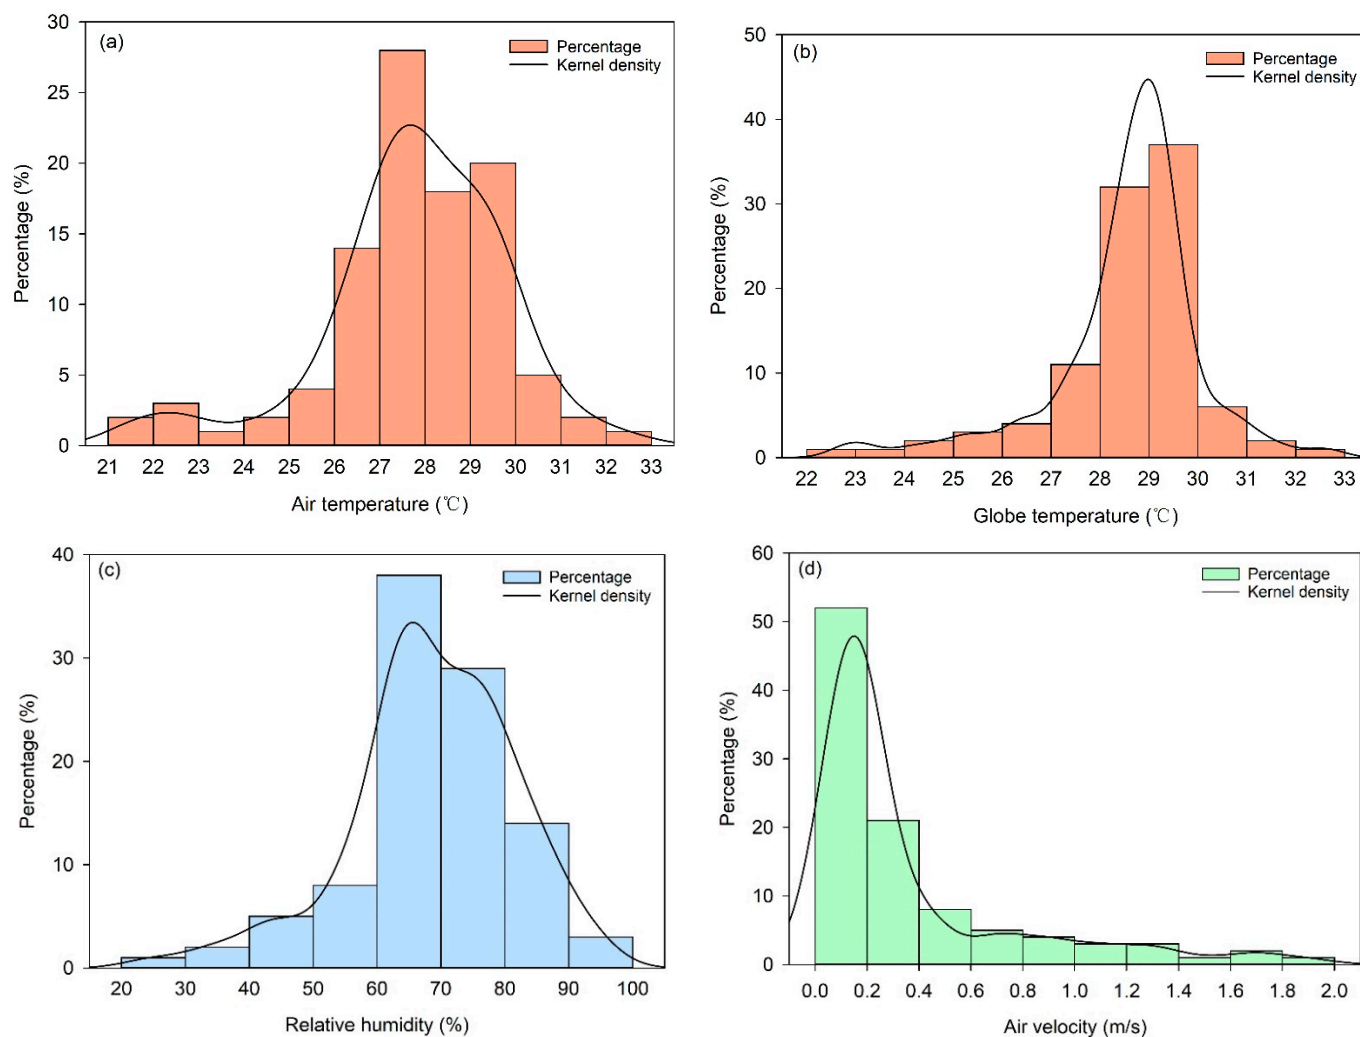 (a)
Percentage
Kernel density
30
25
20
15
10
5
0
Percentage (%)
21 22 23 24 25 26 27 28 29 30 31 32 33
Air temperature (℃)
(b)
Percentage
Kernel density
50
40
30
20
10
0
Percentage (%)
22 23 24 25 26 27 28 29 30 31 32 33
Globe temperature (℃)
(c)
Percentage
Kernel density
40
30
20
10
0
Percentage (%)
20 30 40 50 60 70 80 90 100
Relative humidity (%)
(d)
Percentage
Kernel density
60
50
40
30
20
10
0
Percentage (%)
0.0 0.2 0.4 0.6 0.8 1.0 1.2 1.4 1.6 1.8 2.0
Air velocity (m/s)